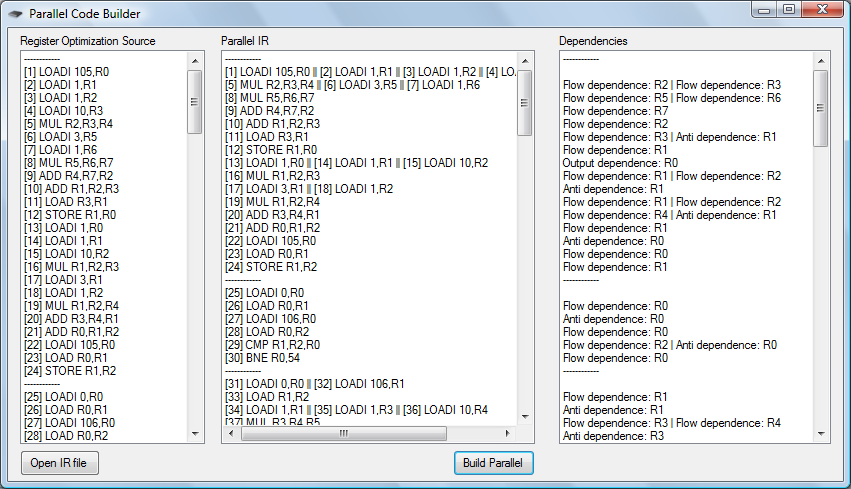 Parallel Code Builder
Register Optimization Source
------------
[1] LOADI 105,R0
[2] LOADI 1,R1
[3] LOADI 1,R2
[4] LOADI 10,R3
[5] MUL R2,R3,R4
[6] LOADI 3,R5
[7] LOADI 1,R6
[8] MUL R5,R6,R7
[9] ADD R4,R7,R2
[10] ADD R1,R2,R3
[11] LOAD R3,R1
[12] STORE R1,R0
[13] LOADI 1,R0
[14] LOADI 1,R1
[15] LOADI 10,R2
[16] MUL R1,R2,R3
[17] LOADI 3,R1
[18] LOADI 1,R2
[19] MUL R1,R2,R4
[20] ADD R3,R4,R1
[21] ADD R0,R1,R2
[22] LOADI 105,R0
[23] LOAD R0,R1
[24] STORE R1,R2
------------
[25] LOADI 0,R0
[26] LOAD R0,R1
[27] LOADI 106,R0
[28] LOAD R0,R2
Parallel IR
------------
[1] LOADI 105,R0 || [2] LOADI 1,R1 || [3] LOADI 1,R2 || [4] LO
[5] MUL R2,R3,R4 || [6] LOADI 3,R5 || [7] LOADI 1,R6
[8] MUL R5,R6,R7
[9] ADD R4,R7,R2
[10] ADD R1,R2,R3
[11] LOAD R3,R1
[12] STORE R1,R0
[13] LOADI 1,R0 || [14] LOADI 1,R1 || [15] LOADI 10,R2
[16] MUL R1,R2,R3
[17] LOADI 3,R1 || [18] LOADI 1,R2
[19] MUL R1,R2,R4
[20] ADD R3,R4,R1
[21] ADD R0,R1,R2
[22] LOADI 105,R0
[23] LOAD R0,R1
[24] STORE R1,R2
------------
[25] LOADI 0,R0
[26] LOAD R0,R1
[27] LOADI 106,R0
[28] LOAD R0,R2
[29] CMP R1,R2,R0
[30] BNE R0,54
------------
[31] LOADI 0,R0 || [32] LOADI 106,R1
[33] LOAD R1,R2
[34] LOADI 1,R1 || [35] LOADI 1,R3 || [36] LOADI 10,R4
[37] MUL R3,R4,R5
Dependencies
------------
Flow dependence: R2 | Flow dependence: R3
Flow dependence: R5 | Flow dependence: R6
Flow dependence: R7
Flow dependence: R2
Flow dependence: R3 | Anti dependence: R1
Flow dependence: R1
Output dependence: R0
Flow dependence: R1 | Flow dependence: R2
Anti dependence: R1
Flow dependence: R1 | Flow dependence: R2
Flow dependence: R4 | Anti dependence: R1
Flow dependence: R1
Anti dependence: R0
Flow dependence: R0
Flow dependence: R1
------------
Flow dependence: R0
Anti dependence: R0
Flow dependence: R0
Flow dependence: R2 | Anti dependence: R0
Flow dependence: R0
------------
Flow dependence: R1
Anti dependence: R1
Flow dependence: R3 | Flow dependence: R4
Anti dependence: R3
Open IR file
Build Parallel